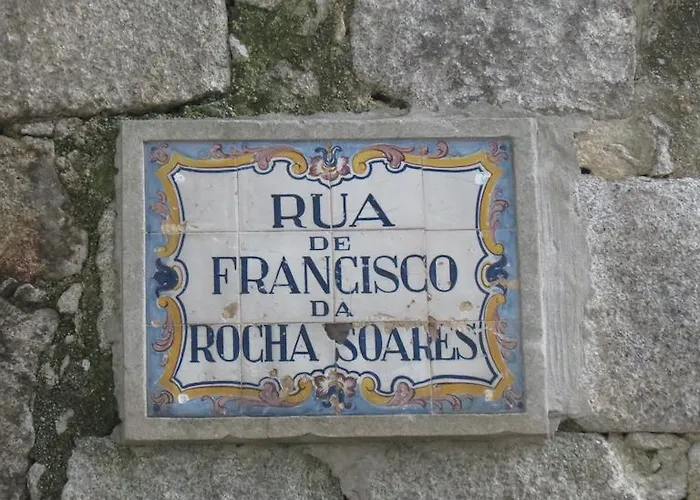 RUA
DE
FRANCISCO
DA
ROCHA SOARES